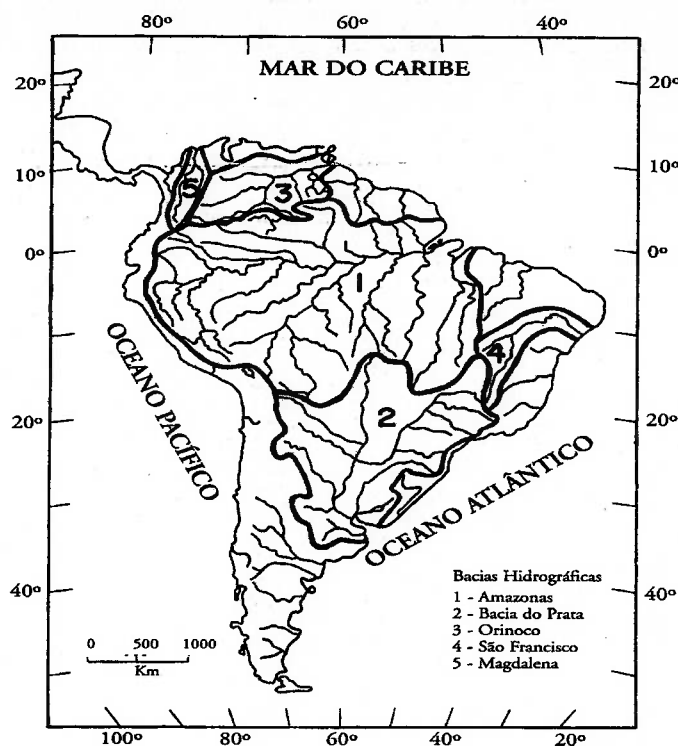 80° 60° 40°
MAR DO CARIBE
20° 20°
10° 10°
5
3
0° 0°
1
4
2
20° 20°
OCEANO PACÍFICO
OCEANO ATLÂNTICO
Bacias Hidrográficas
1 - Amazonas
2 - Bacia do Prata
3 - Orinoco
4 - São Francisco
5 - Magdalena
40° 40°
0 500 1000
Km
100° 80° 60° 40° 20°